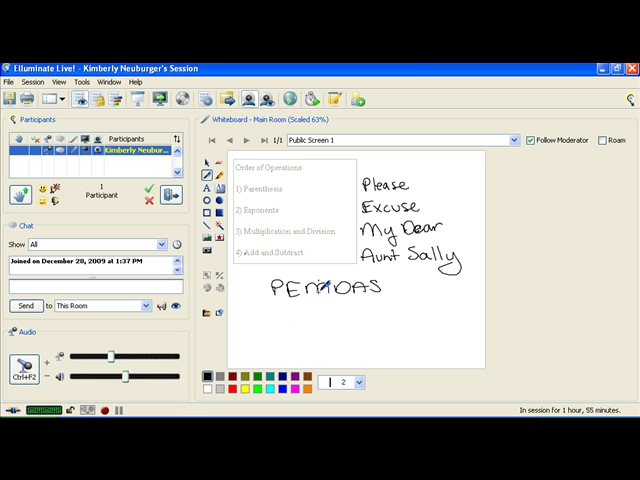 Elluminate Live! - Kimberly Neuburger's Session
File Session View Tools Window Help
Participants
Participants
Kimberly Neubur...
1
Participant
Chat
Show All
Joined on December 28, 2009 at 1:37 PM
Send to This Room
Audio
Ctrl+F2
Whiteboard - Main Room (Scaled 63%)
1/1 Public Screen 1 Follow Moderator Roam
Order of Operations
1) Parenthesis Please
2) Exponents Excuse
3) Multiplication and Division My Dear
4) Add and Subtract Aunt Sally
PEMDAS
2
In session for 1 hour, 55 minutes.